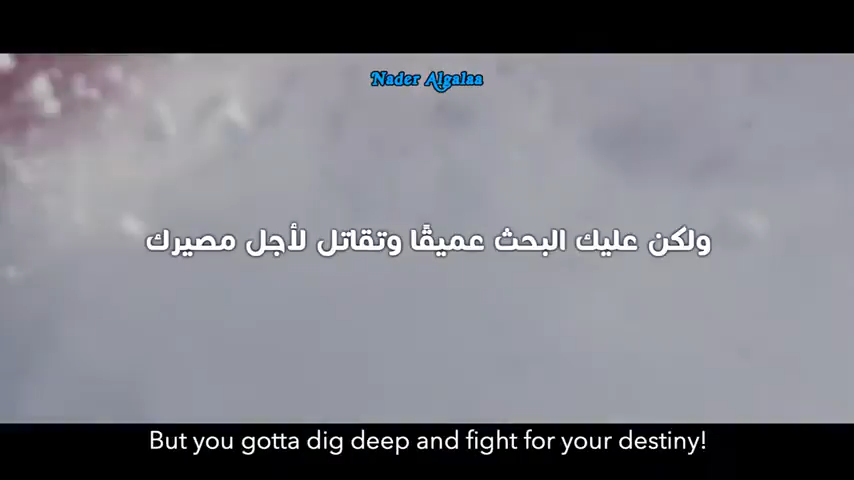 Nader Algalaa
ولكن عليك البحث عميقًا وتقاتل لأجل مصيرك
But you gotta dig deep and fight for your destiny!